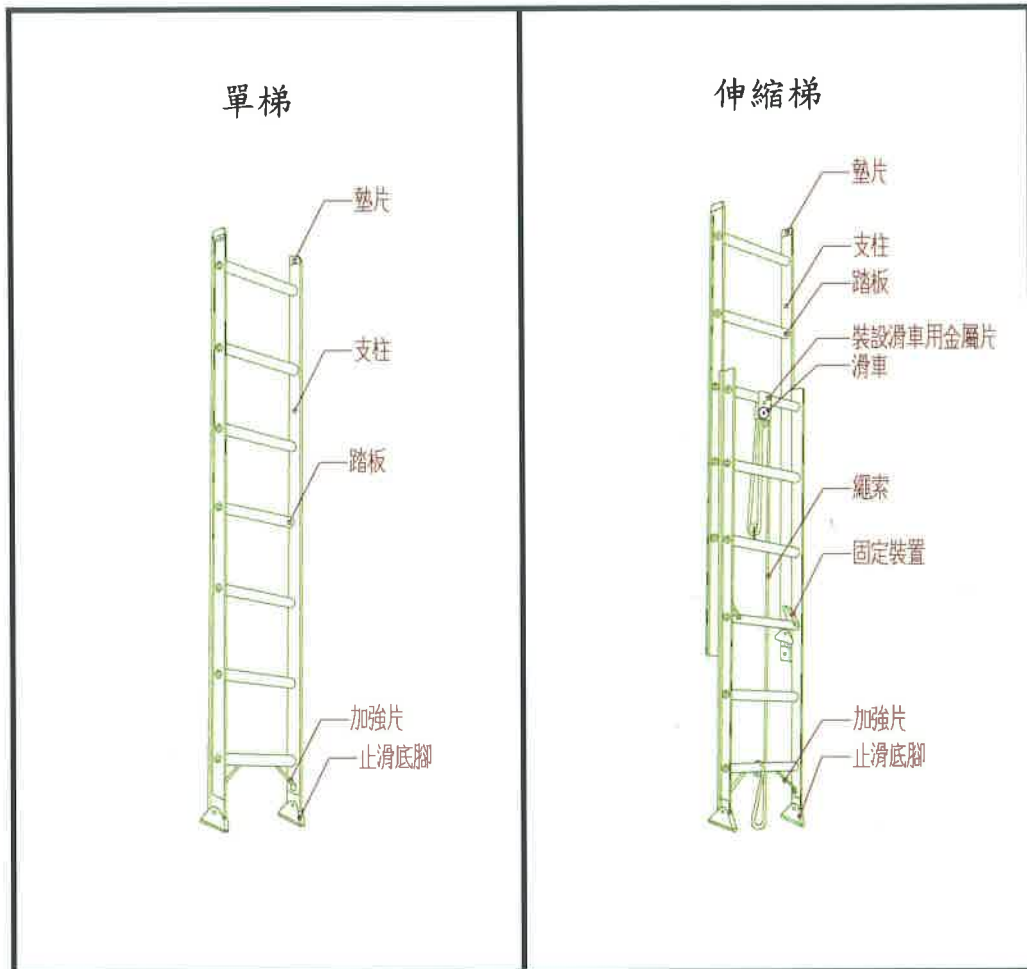 單梯
墊片
支柱
踏板
加強片
止滑底腳
伸縮梯
墊片
支柱
踏板
裝設滑車用金屬片
滑車
繩索
固定裝置
加強片
止滑底腳